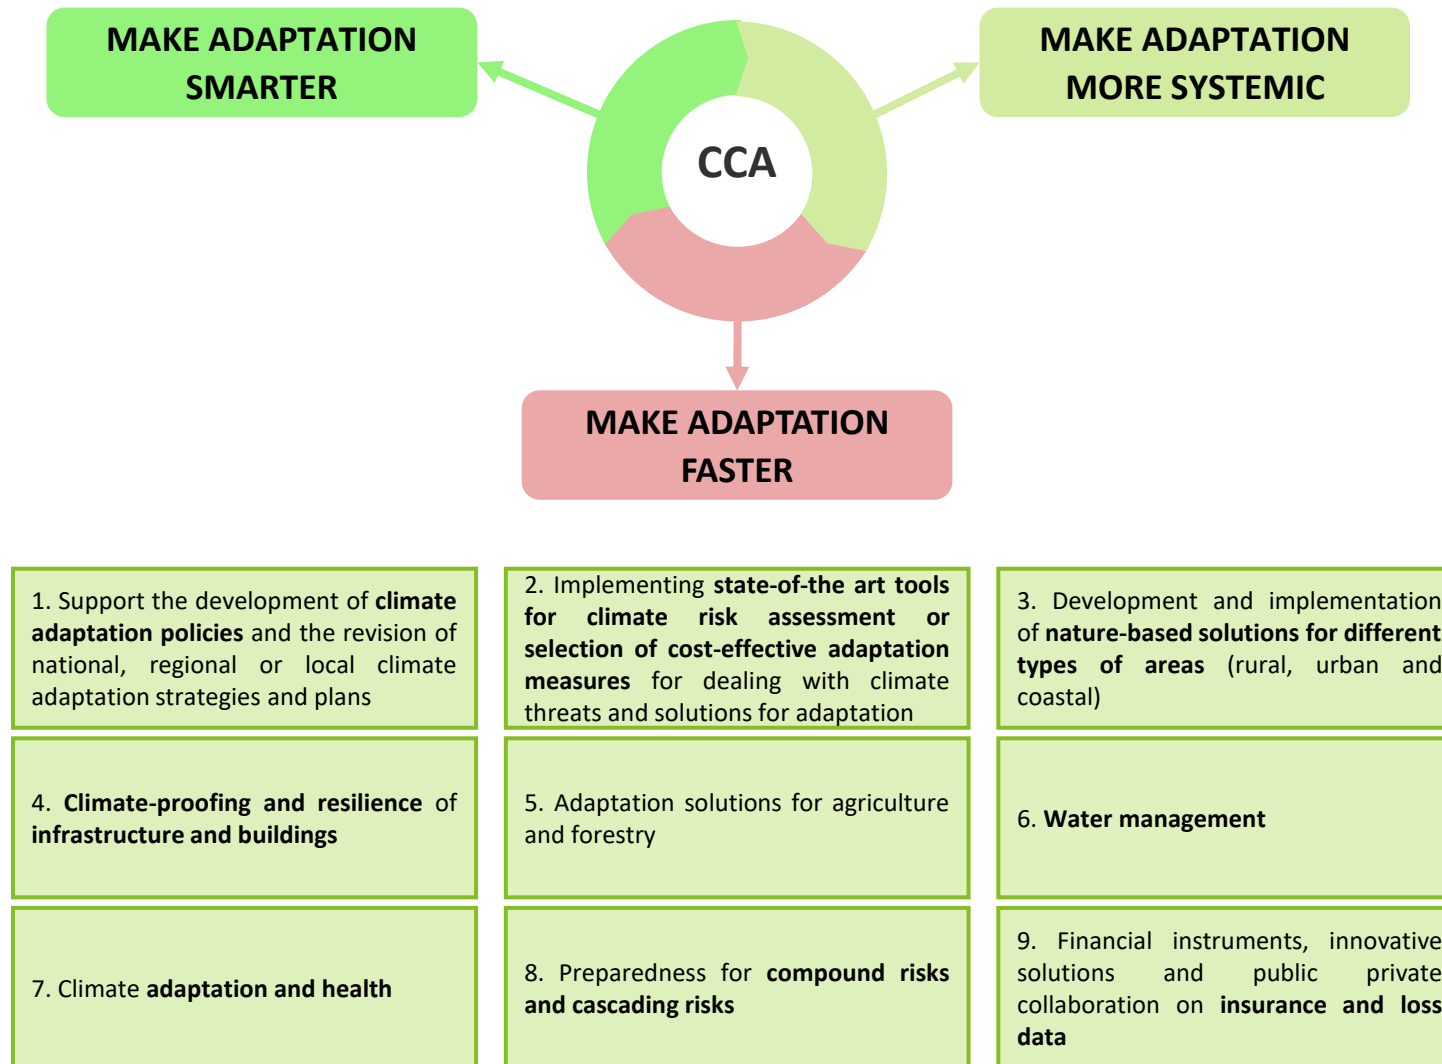 MAKE ADAPTATION
SMARTER
MAKE ADAPTATION
MORE SYSTEMIC
CCA
MAKE ADAPTATION
FASTER
1. Support the development of climate
adaptation policies and the revision of
national, regional or local climate
adaptation strategies and plans
2. Implementing state-of-the art tools
for climate risk assessment or
selection of cost-effective adaptation
measures for dealing with climate
threats and solutions for adaptation
3. Development and implementation
of nature-based solutions for different
types of areas (rural, urban and
coastal)
4. Climate-proofing and resilience of
infrastructure and buildings
5. Adaptation solutions for agriculture
and forestry
6. Water management
7. Climate adaptation and health
8. Preparedness for compound risks
and cascading risks
9. Financial instruments, innovative
solutions and public private
collaboration on insurance and loss
data